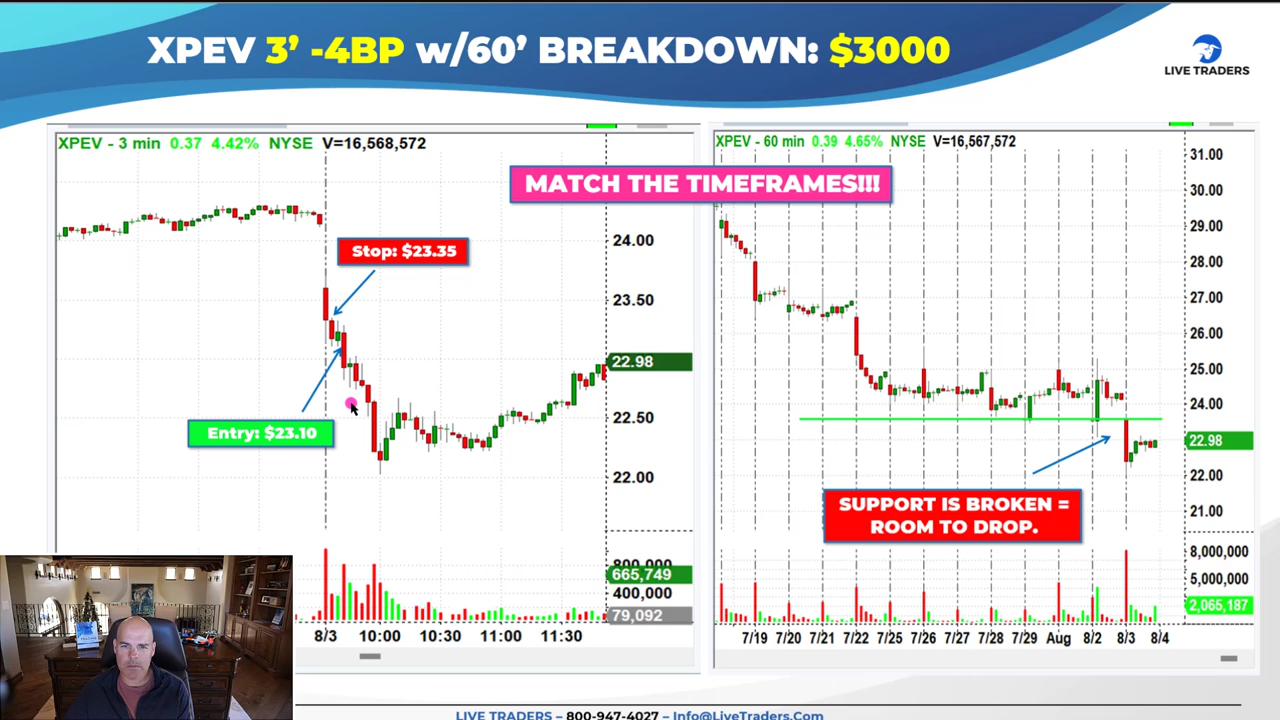 XPEV 3’ -4BP w/60’ BREAKDOWN: $3000
LIVE TRADERS
XPEV - 3 min 0.37 4.42% NYSE V=16,568,572
XPEV - 60 min 0.39 4.65% NYSE V=16,567,572
MATCH THE TIMEFRAMES!!!
Stop: $23.35
Entry: $23.10
24.00
23.50
22.98
22.50
22.00
800,000
665,749
400,000
79,092
8/3 10:00 10:30 11:00 11:30
31.00
30.00
29.00
28.00
27.00
26.00
25.00
24.00
22.98
22.00
21.00
SUPPORT IS BROKEN =
ROOM TO DROP.
8,000,000
5,000,000
2,065,187
7/19 7/20 7/21 7/22 7/25 7/26 7/27 7/28 7/29 Aug 8/2 8/3 8/4
LIVE TRADERS – 800-947-4027 – Info@LiveTraders.Com